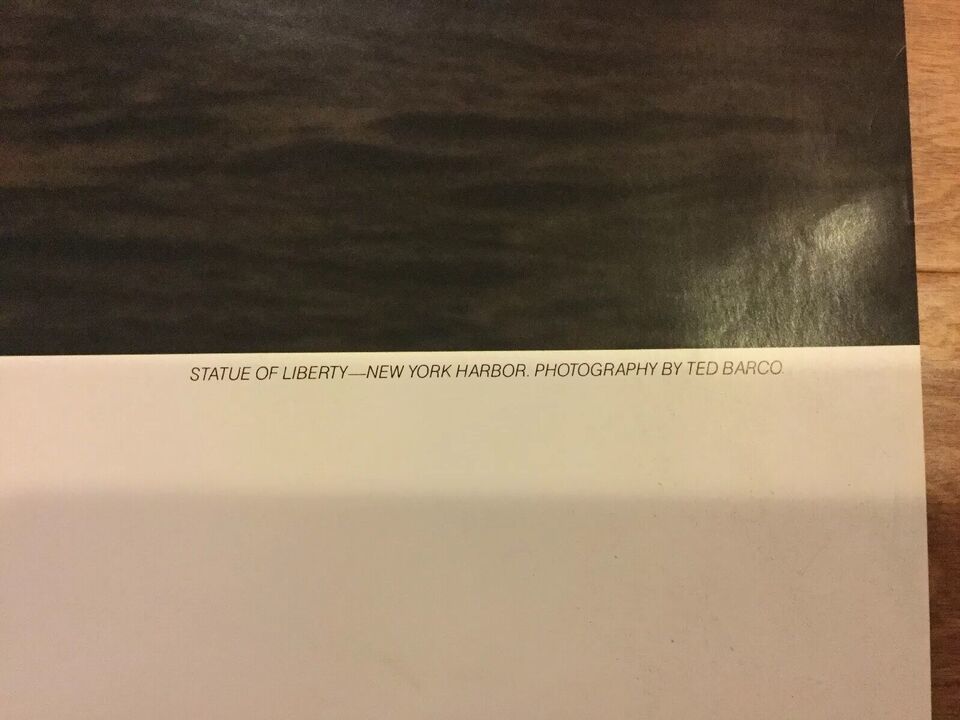 STATUE OF LIBERTY—NEW YORK HARBOR. PHOTOGRAPHY BY TED BARCO.